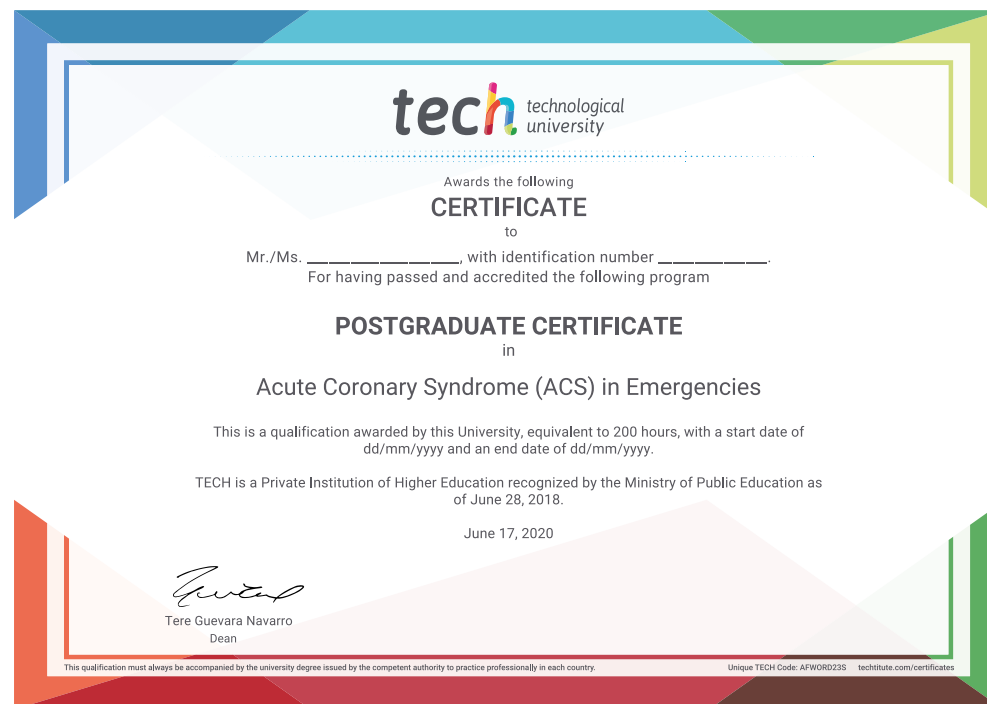 tech technological
university
Awards the following
CERTIFICATE
to
Mr./Ms. ______________, with identification number __________.
For having passed and accredited the following program
POSTGRADUATE CERTIFICATE
in
Acute Coronary Syndrome (ACS) in Emergencies
This is a qualification awarded by this University, equivalent to 200 hours, with a start date of
dd/mm/yyyy and an end date of dd/mm/yyyy.
TECH is a Private Institution of Higher Education recognized by the Ministry of Public Education as
of June 28, 2018.
June 17, 2020
Tere Guevara Navarro
Dean
This qualification must always be accompanied by the university degree issued by the competent authority to practice professionally in each country. Unique TECH Code: AFWORD23S techtitute.com/certificates